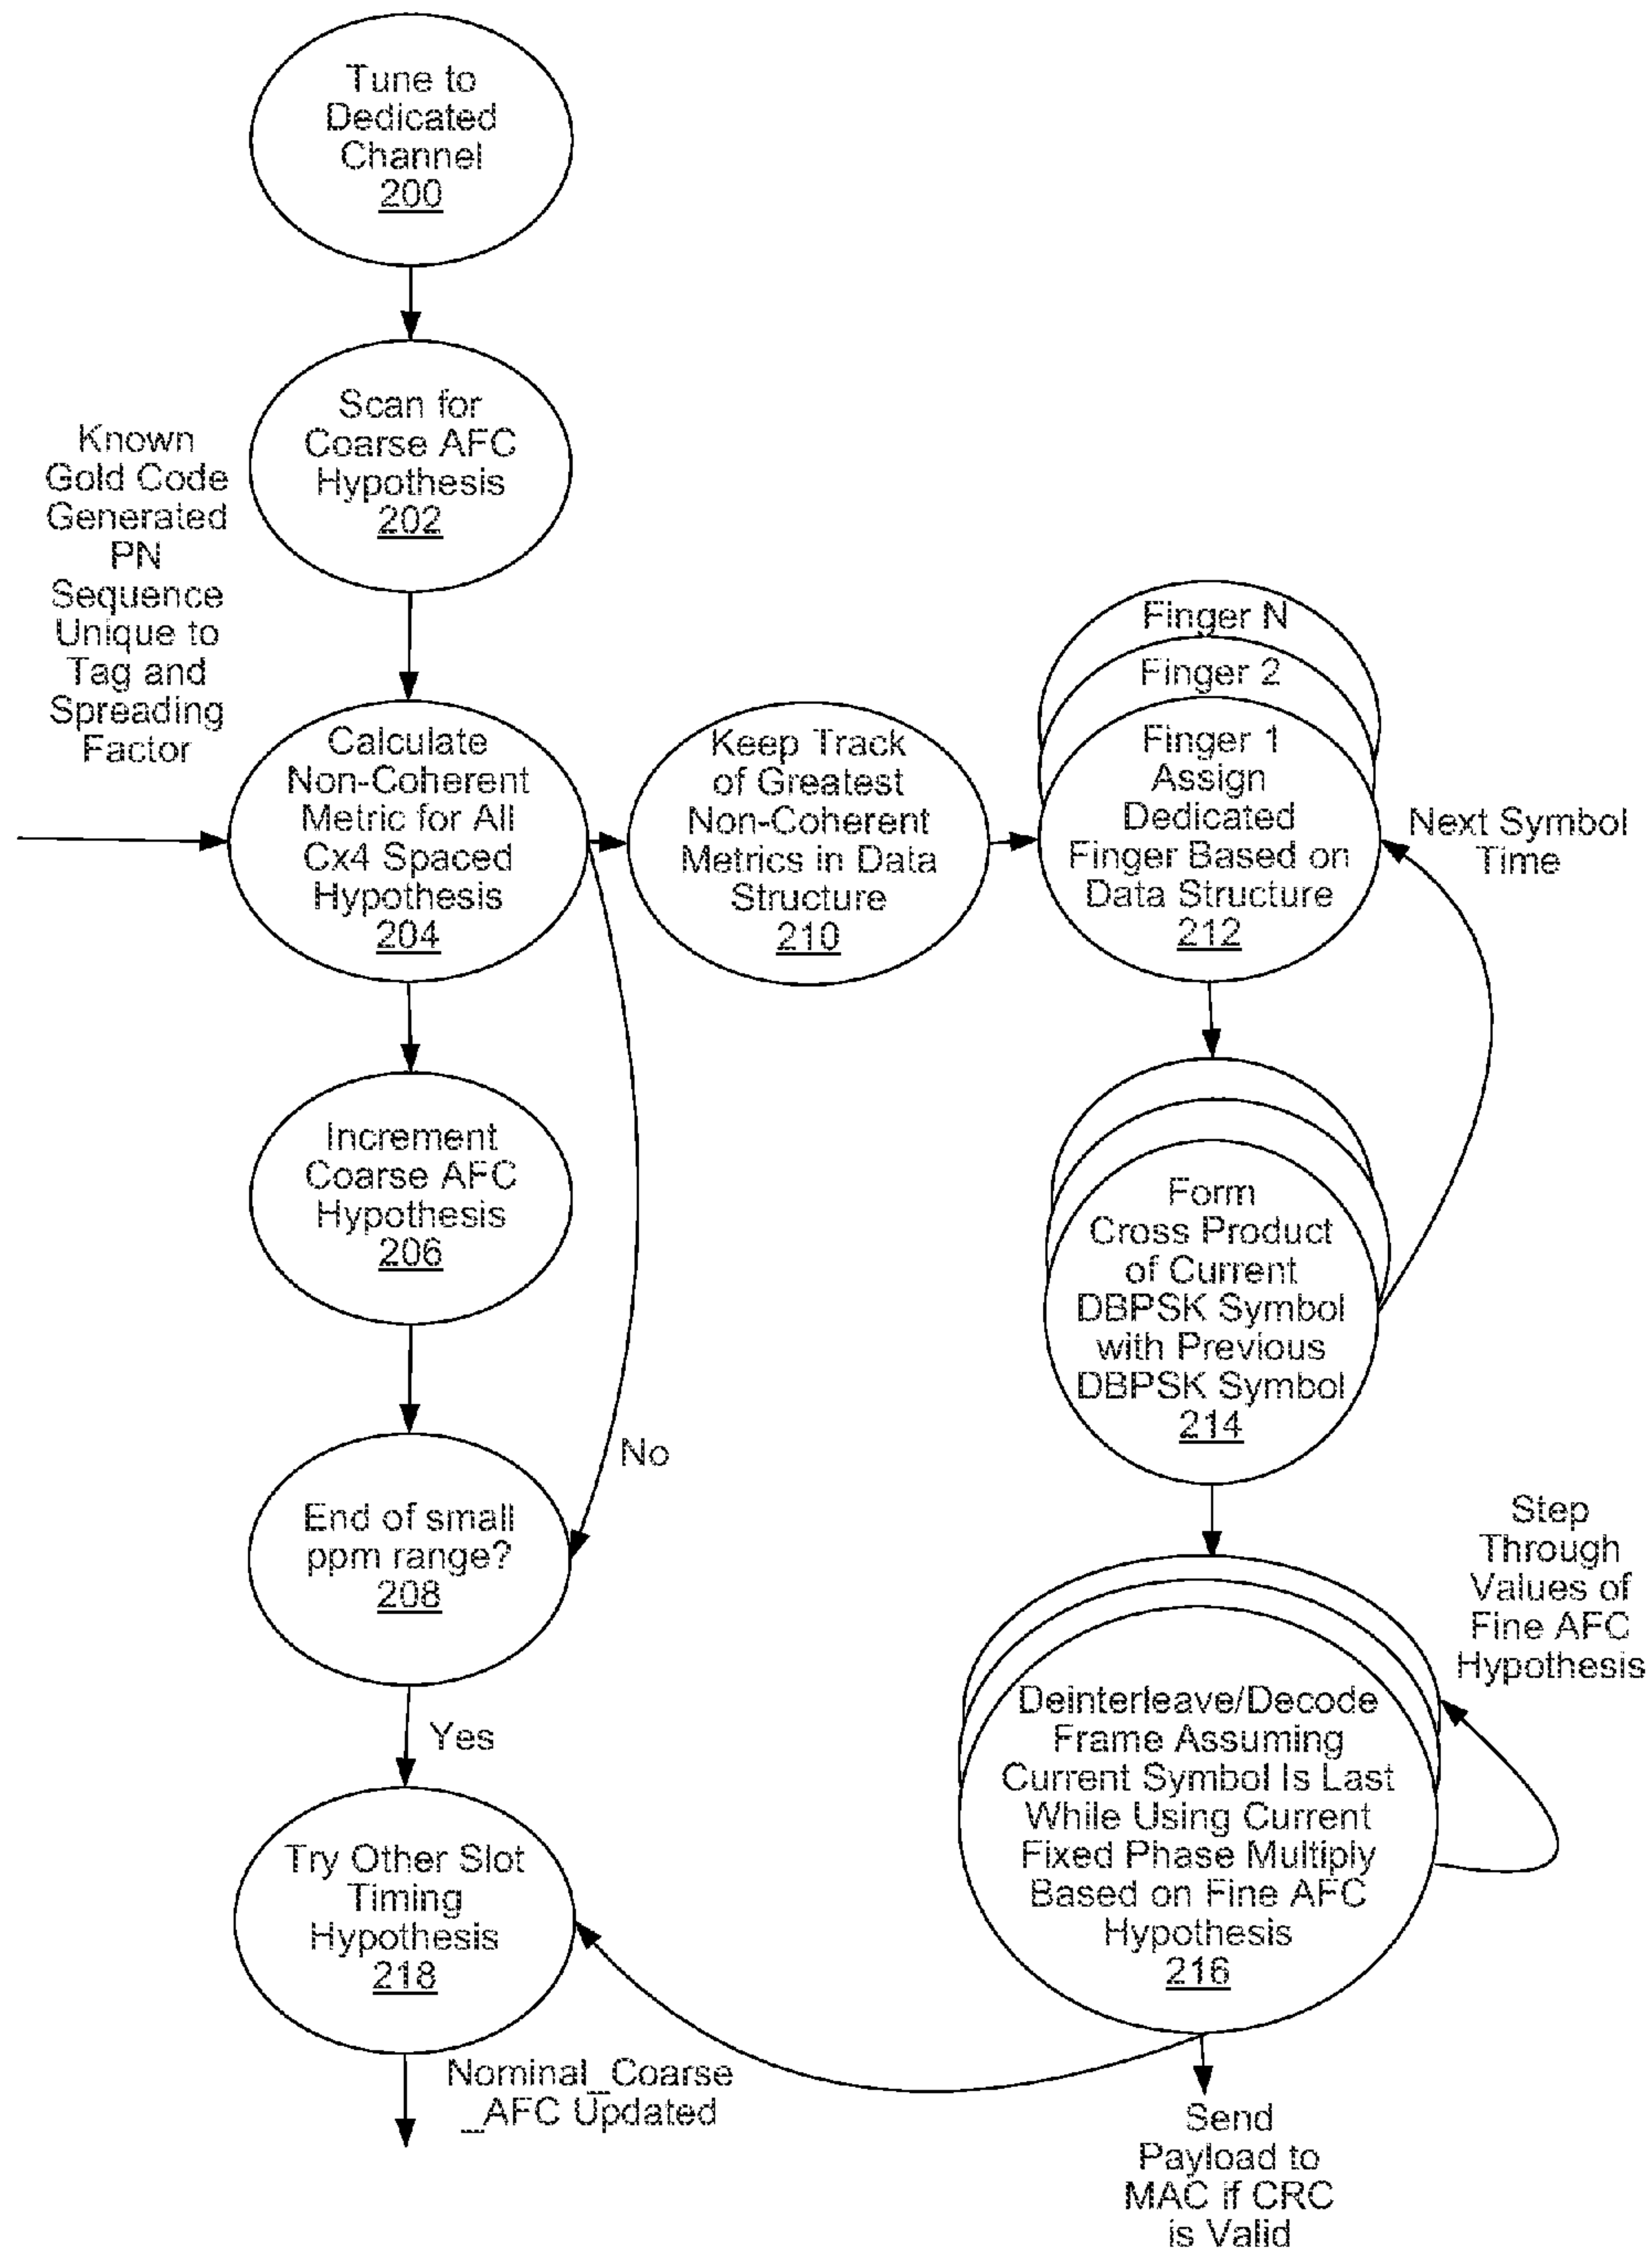 Tune to
Dedicated
Channel
200
Scan for
Coarse AFC
Hypothesis
202
Known
Gold Code
Generated
PN
Sequence
Unique to
Tag and
Spreading
Factor
Calculate
Non-Coherent
Metric for All
Cx4 Spaced
Hypothesis
204
Keep Track
of Greatest
Non-Coherent
Metrics in Data
Structure
210
Finger N
Finger 2
Finger 1
Assign
Dedicated
Finger Based on
Data Structure
212
Next Symbol
Time
Increment
Coarse AFC
Hypothesis
206
Form
Cross Product
of Current
DBPSK Symbol
with Previous
DBPSK Symbol
214
No
End of small
ppm range?
208
Yes
Step
Through
Values of
Fine AFC
Hypothesis
Deinterleave/Decode
Frame Assuming
Current Symbol Is Last
While Using Current
Fixed Phase Multiply
Based on Fine AFC
Hypothesis
216
Try Other Slot
Timing
Hypothesis
218
Nominal_Coarse
_AFC Updated
Send
Payload to
MAC if CRC
is Valid